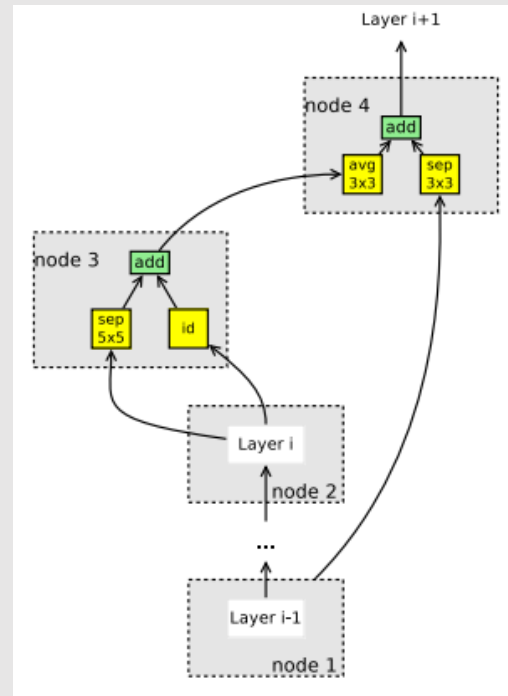 Layer i+1
node 4
add
avg
3x3
sep
3x3
node 3
add
sep
5x5
id
Layer i
node 2
...
Layer i-1
node 1